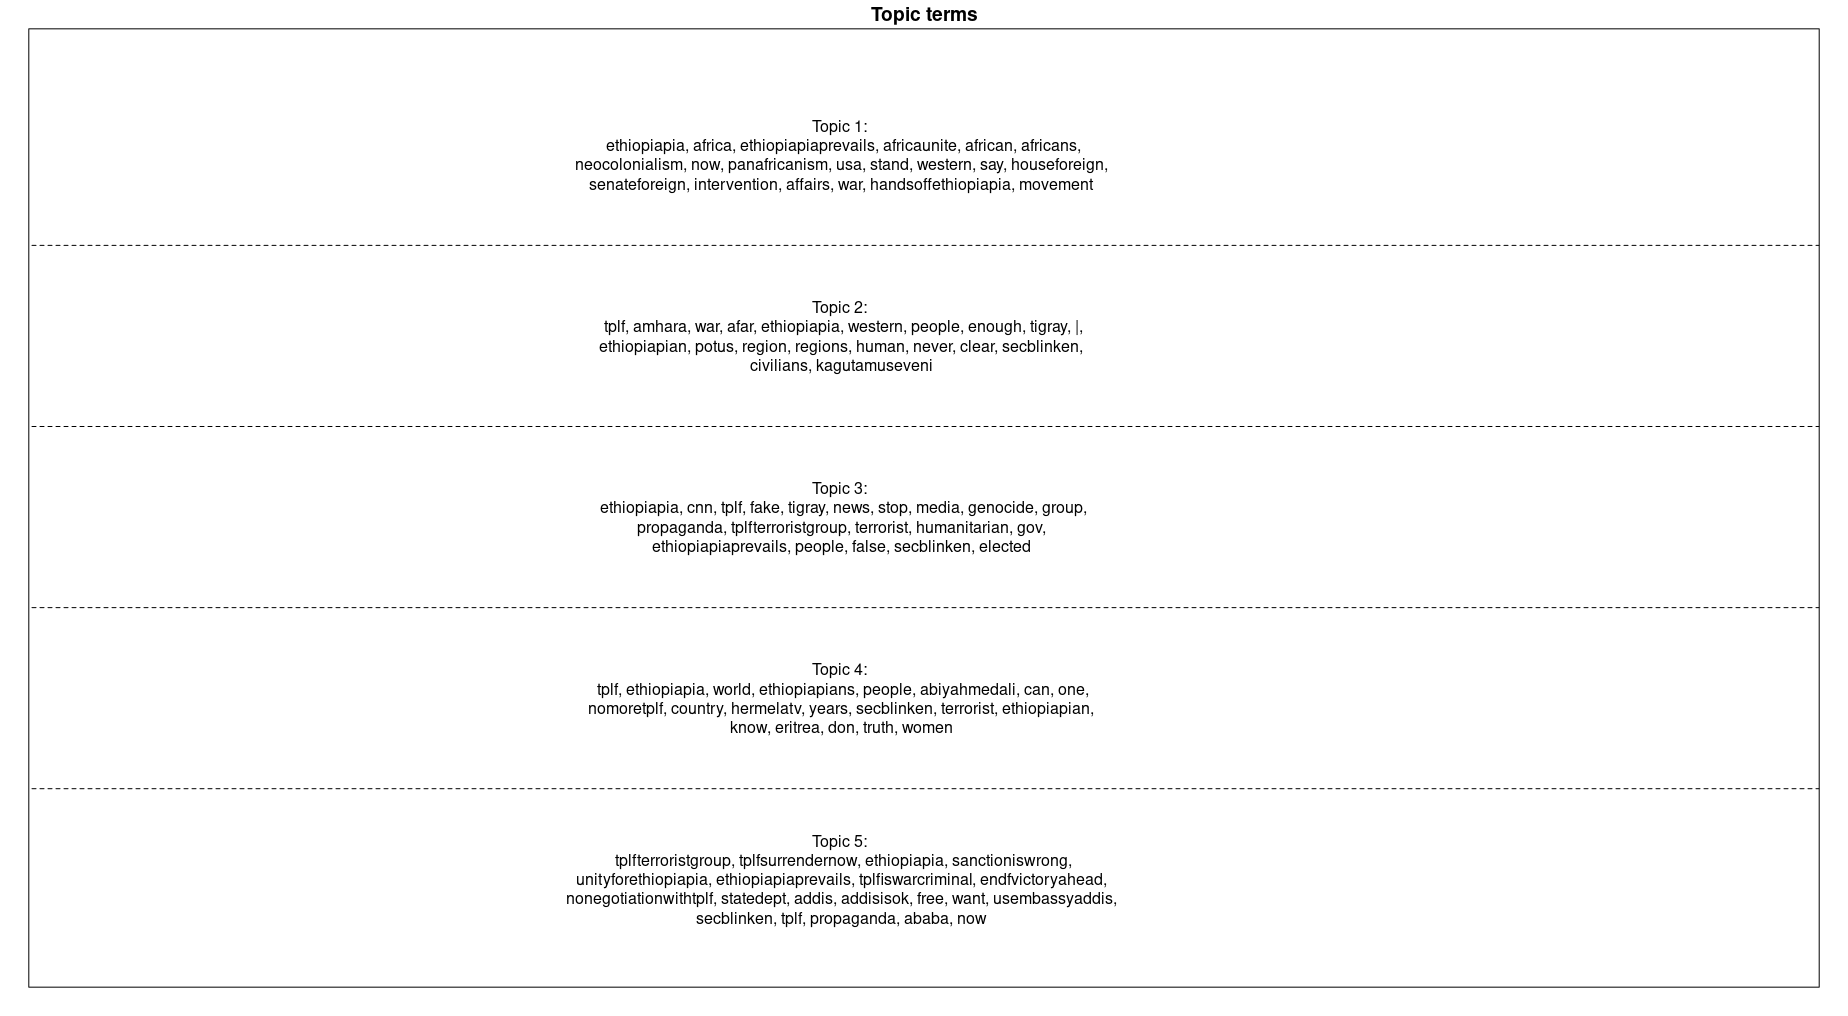 Topic terms
Topic 1:
ethiopiapia, africa, ethiopiapiaprevails, africaunite, african, africans,
neocolonialism, now, panafricanism, usa, stand, western, say, houseforeign,
senateforeign, intervention, affairs, war, handsoffethiopiapia, movement
Topic 2:
tplf, amhara, war, afar, ethiopiapia, western, people, enough, tigray, |,
ethiopiapian, potus, region, regions, human, never, clear, secblinken,
civilians, kagutamuseveni
Topic 3:
ethiopiapia, cnn, tplf, fake, tigray, news, stop, media, genocide, group,
propaganda, tplfterroristgroup, terrorist, humanitarian, gov,
ethiopiapiaprevails, people, false, secblinken, elected
Topic 4:
tplf, ethiopiapia, world, ethiopiapians, people, abiyahmedali, can, one,
nomoretplf, country, hermelatv, years, secblinken, terrorist, ethiopiapian,
know, eritrea, don, truth, women
Topic 5:
tplfterroristgroup, tplfsurrendernow, ethiopiapia, sanctioniswrong,
unityforethiopiapia, ethiopiapiaprevails, tplfiswarcriminal, endfvictoryahead,
nonegotiationwithtplf, statedept, addis, addisisok, free, want, usembassyaddis,
secblinken, tplf, propaganda, ababa, now